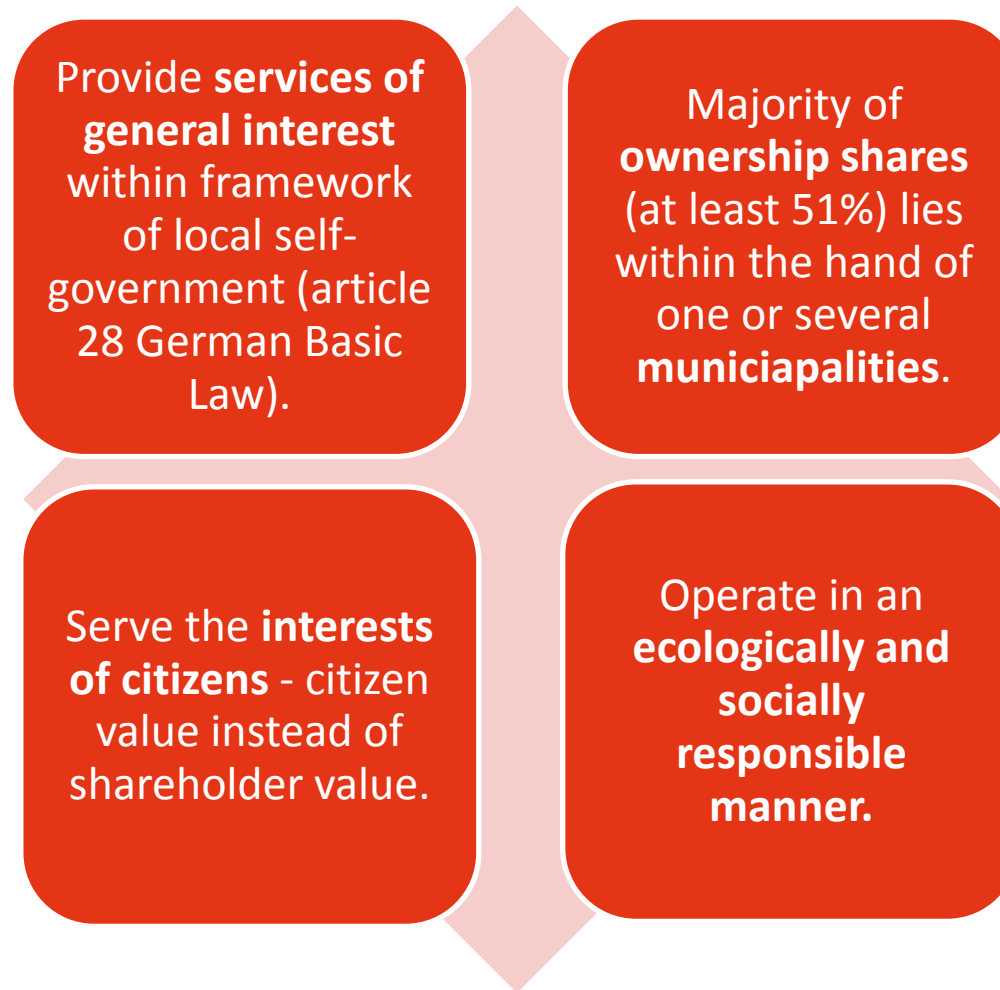 Provide services of
general interest
within framework
of local self-
government (article
28 German Basic
Law).
Majority of
ownership shares
(at least 51%) lies
within the hand of
one or several
municiapalities.
Serve the interests
of citizens - citizen
value instead of
shareholder value.
Operate in an
ecologically and
socially
responsible
manner.